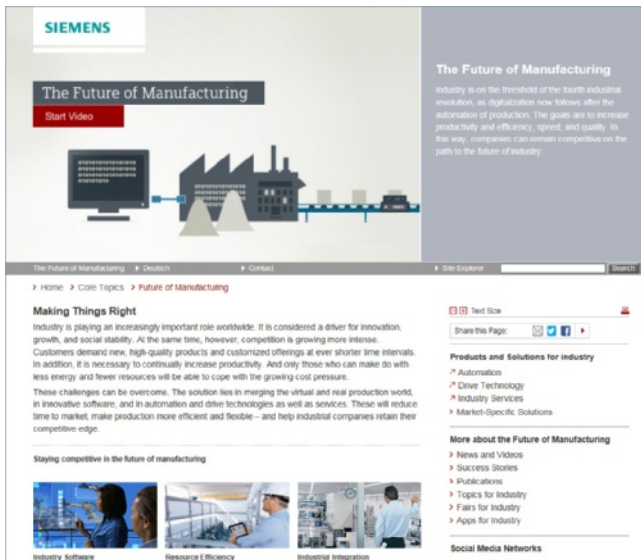 SIEMENS
The Future of Manufacturing
Start Video
The Future of Manufacturing
Industry is on the threshold of the fourth industrial
revolution, as digitalization now follows after the
automation of production. The goals are to increase
productivity and efficiency, speed, and quality. In
this way, companies can remain competitive on the
path to the future of industry.
The Future of Manufacturing Deutsch Contact Site Explorer Search
Home Core Topics Future of Manufacturing
Making Things Right
Industry is playing an increasingly important role worldwide. It is considered a driver for innovation,
growth, and social stability. At the same time, however, competition is growing more intense.
Customers demand new, high-quality products and customized offerings at ever shorter time intervals.
In addition, it is necessary to continually increase productivity. And only those who can make do with
less energy and fewer resources will be able to cope with the growing cost pressure.
These challenges can be overcome. The solution lies in merging the virtual and real production world,
in innovative software, and in automation and drive technologies as well as services. These will reduce
time to market, make production more efficient and flexible – and help industrial companies retain their
competitive edge.
Staying competitive in the future of manufacturing
Industry Software
Resource Efficiency
Industrial Integration
Text Size
Share this Page:
Products and Solutions for industry
Automation
Drive Technology
Industry Services
Market-Specific Solutions
More about the Future of Manufacturing
News and Videos
Success Stories
Publications
Topics for Industry
Fairs for Industry
Apps for Industry
Social Media Networks